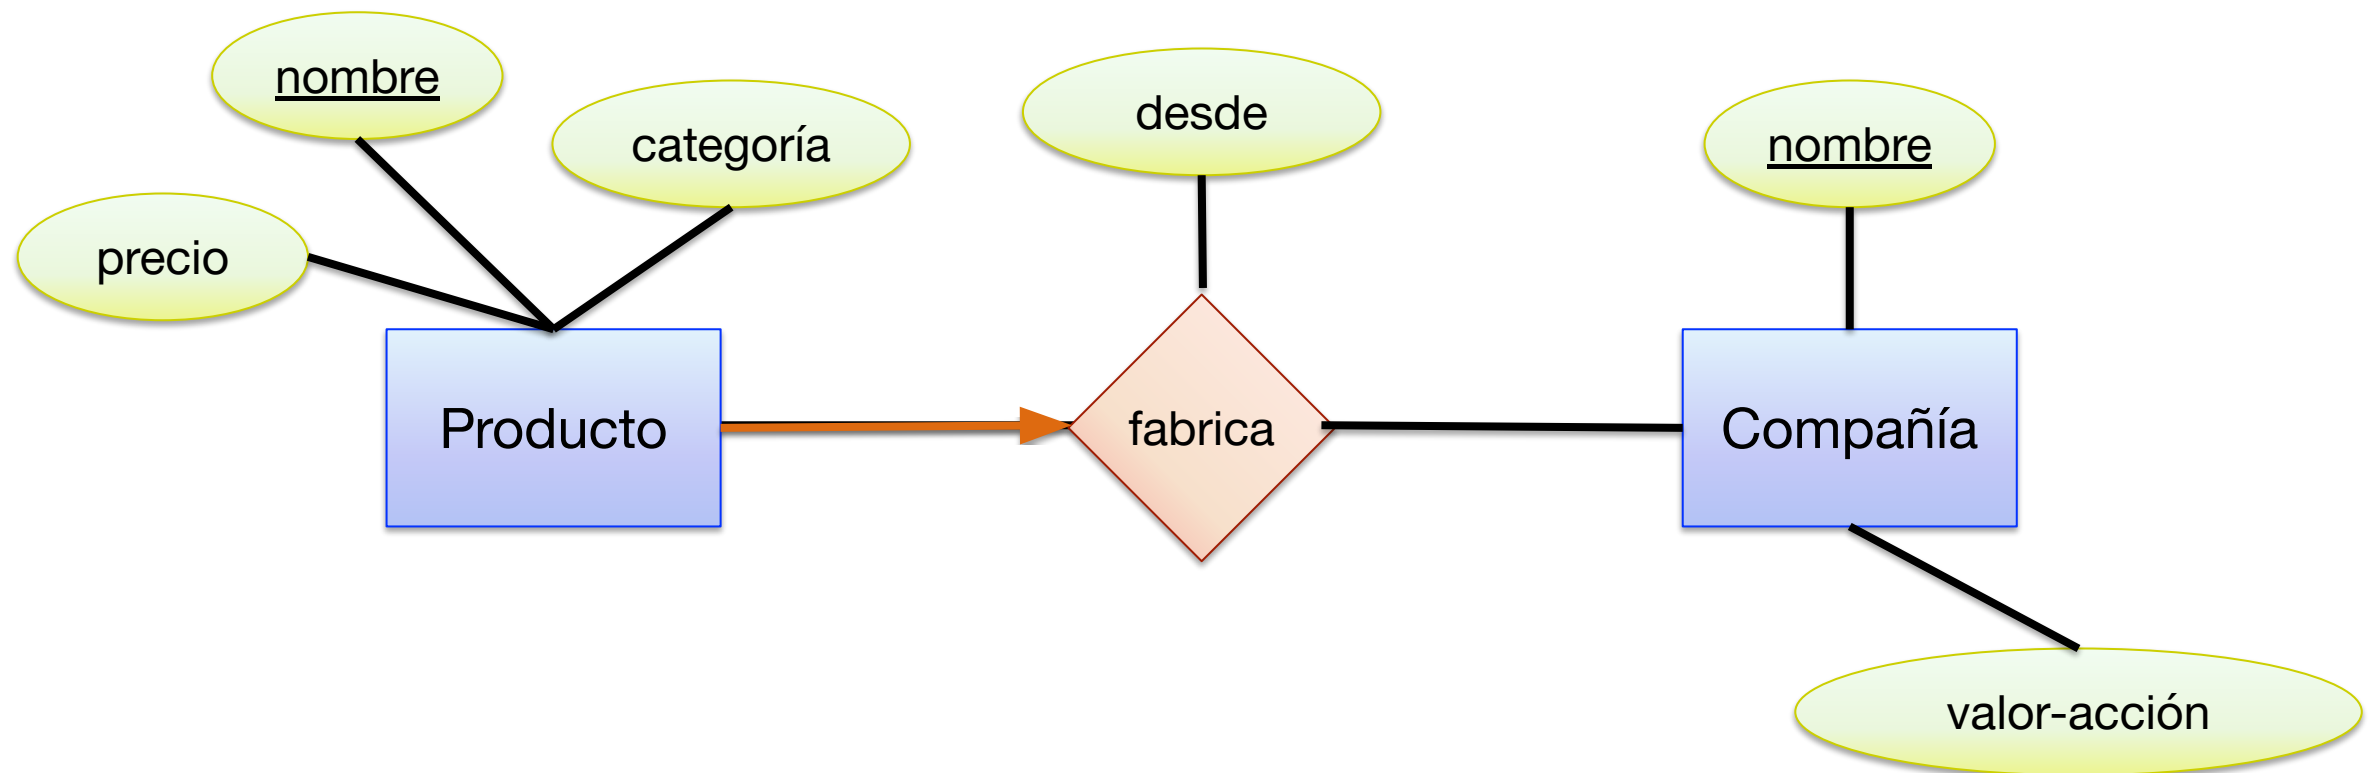 nombre
categoría
precio
desde
nombre
Producto
fabrica
Compañía
valor-acción